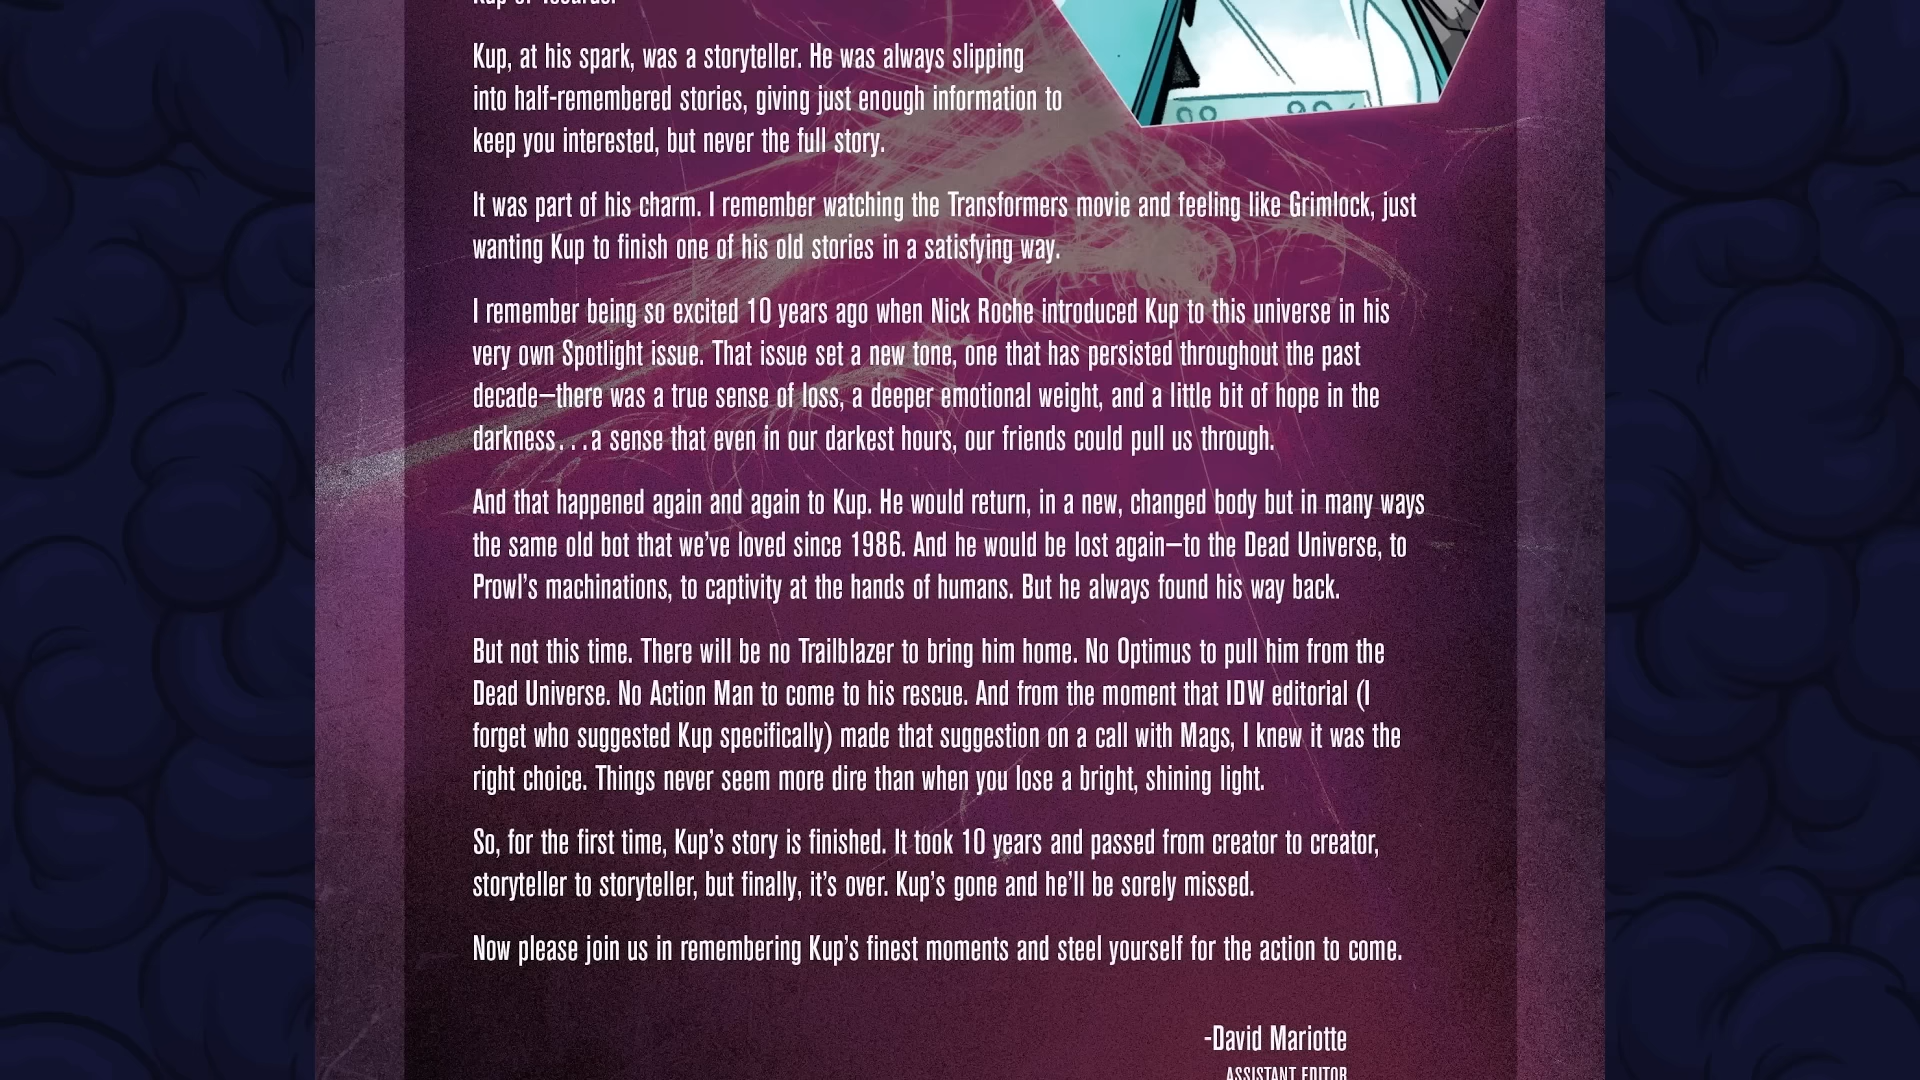 Kup, at his spark, was a storyteller. He was always slipping
into half-remembered stories, giving just enough information to
keep you interested, but never the full story.
It was part of his charm. I remember watching the Transformers movie and feeling like Grimlock, just
wanting Kup to finish one of his old stories in a satisfying way.
I remember being so excited 10 years ago when Nick Roche introduced Kup to this universe in his
very own Spotlight issue. That issue set a new tone, one that has persisted throughout the past
decade—there was a true sense of loss, a deeper emotional weight, and a little bit of hope in the
darkness . . . a sense that even in our darkest hours, our friends could pull us through.
And that happened again and again to Kup. He would return, in a new, changed body but in many ways
the same old bot that we’ve loved since 1986. And he would be lost again—to the Dead Universe, to
Prowl’s machinations, to captivity at the hands of humans. But he always found his way back.
But not this time. There will be no Trailblazer to bring him home. No Optimus to pull him from the
Dead Universe. No Action Man to come to his rescue. And from the moment that IDW editorial (I
forget who suggested Kup specifically) made that suggestion on a call with Mags, I knew it was the
right choice. Things never seem more dire than when you lose a bright, shining light.
So, for the first time, Kup’s story is finished. It took 10 years and passed from creator to creator,
storyteller to storyteller, but finally, it’s over. Kup’s gone and he’ll be sorely missed.
Now please join us in remembering Kup’s finest moments and steel yourself for the action to come.
-David Mariotte
ASSISTANT EDITOR